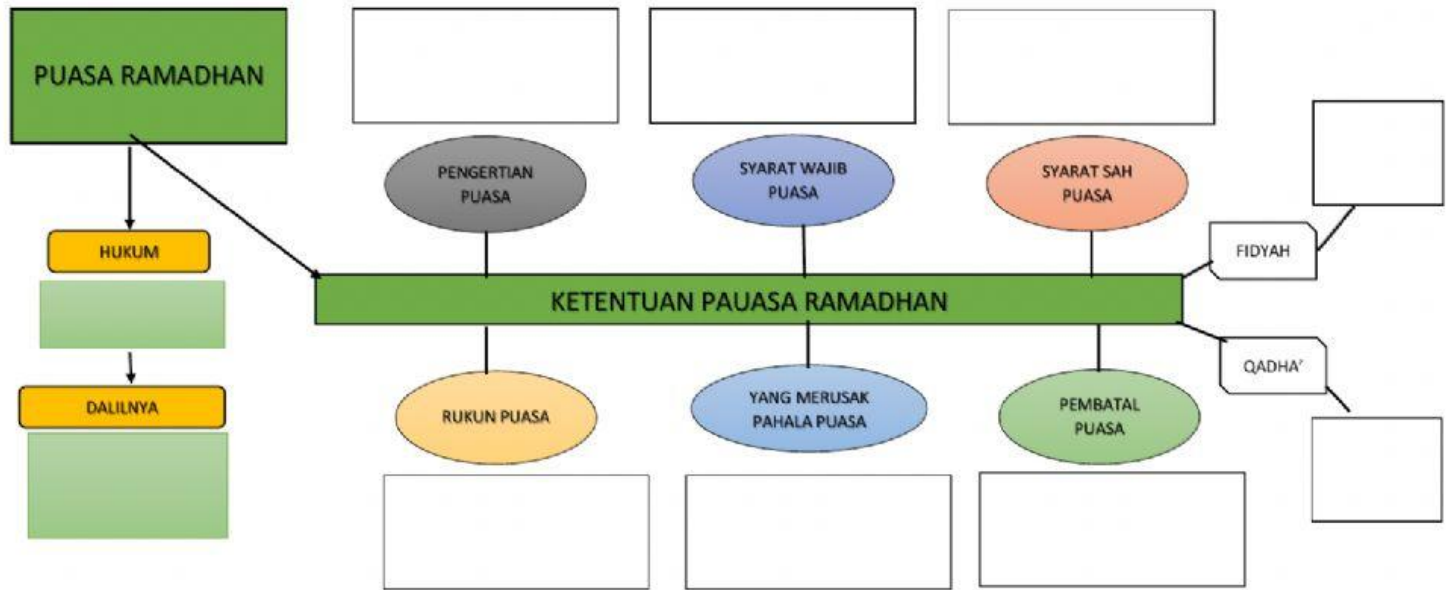 PUASA RAMADHAN
PENGERTIAN
PUASA
SYARAT WAJIB
PUASA
SYARAT SAH
PUASA
HUKUM
FIDYAH
KETENTUAN PAUASA RAMADHAN
QADHA'
DALILNYA
RUKUN PUASA
YANG MERUSAK
PAHALA PUASA
PEMBATAL
PUASA